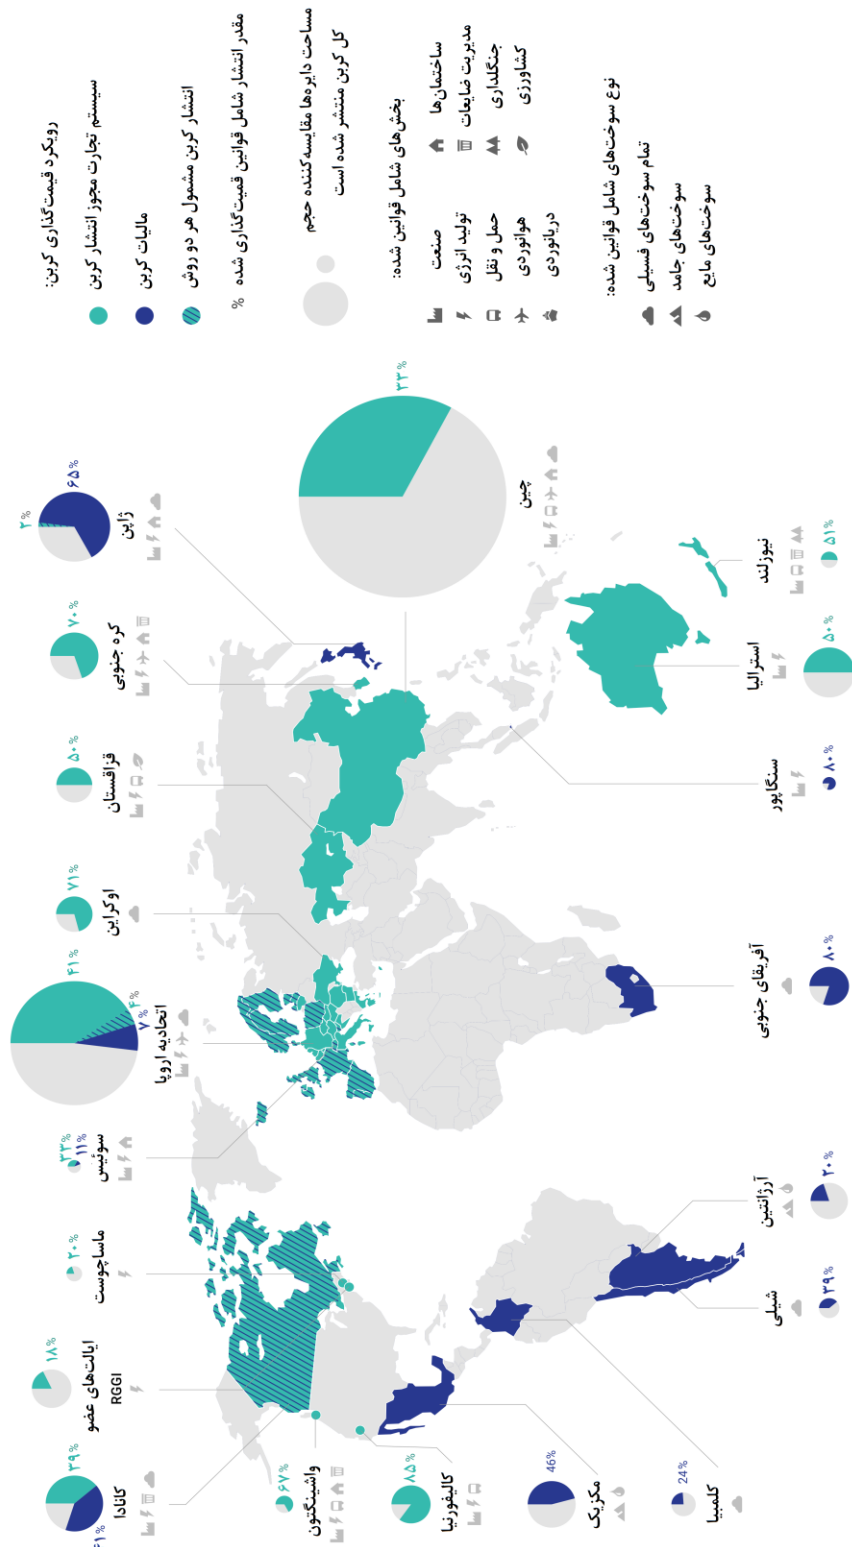 رویکرد قیمت‌گذاری کربن:
سیستم تجارت مجوز انتشار کربن
مالیات کربن
انتشار کربن مشمول هر دو روش
% مقدر انتشار شامل قوانین قمیت‌گذاری شده
مساحت دایره‌ها مقایسه‌کننده حجم
کل کربن منتشر شده است
بخش‌های شامل قوانین شده:
صنعت
ساختمان‌ها
تولید انرژی
مدیریت ضایعات
حمل و نقل
جنگلداری
هوانوردی
کشاورزی
دریانوردی
نوع سوخت‌های شامل قوانین شده:
تمام سوخت‌های فسیلی
سوخت‌های جامد
سوخت‌های مایع
۲%
۶۵%
ژاپن
۷۰%
کره جنوبی
۵۰%
قزاقستان
۷۱%
اوکراین
۴۱%
۴%
۷%
اتحادیه اروپا
۳۳%
۱۱%
سوئیس
۲۰%
ماساچوست
۱۸%
ایالت‌های عضو
RGGI
۳۹%
۴۱%
کانادا
۶۷%
واشینگتون
۸۵%
کالیفورنیا
46%
مکزیک
24%
کلمبیا
۳۳%
چین
نیوزلند
۵۱%
استرالیا
۵۰%
سنگاپور
۸۰%
آفریقای جنوبی
۸۰%
آرژانتین
۲۰%
شیلی
۳۹%